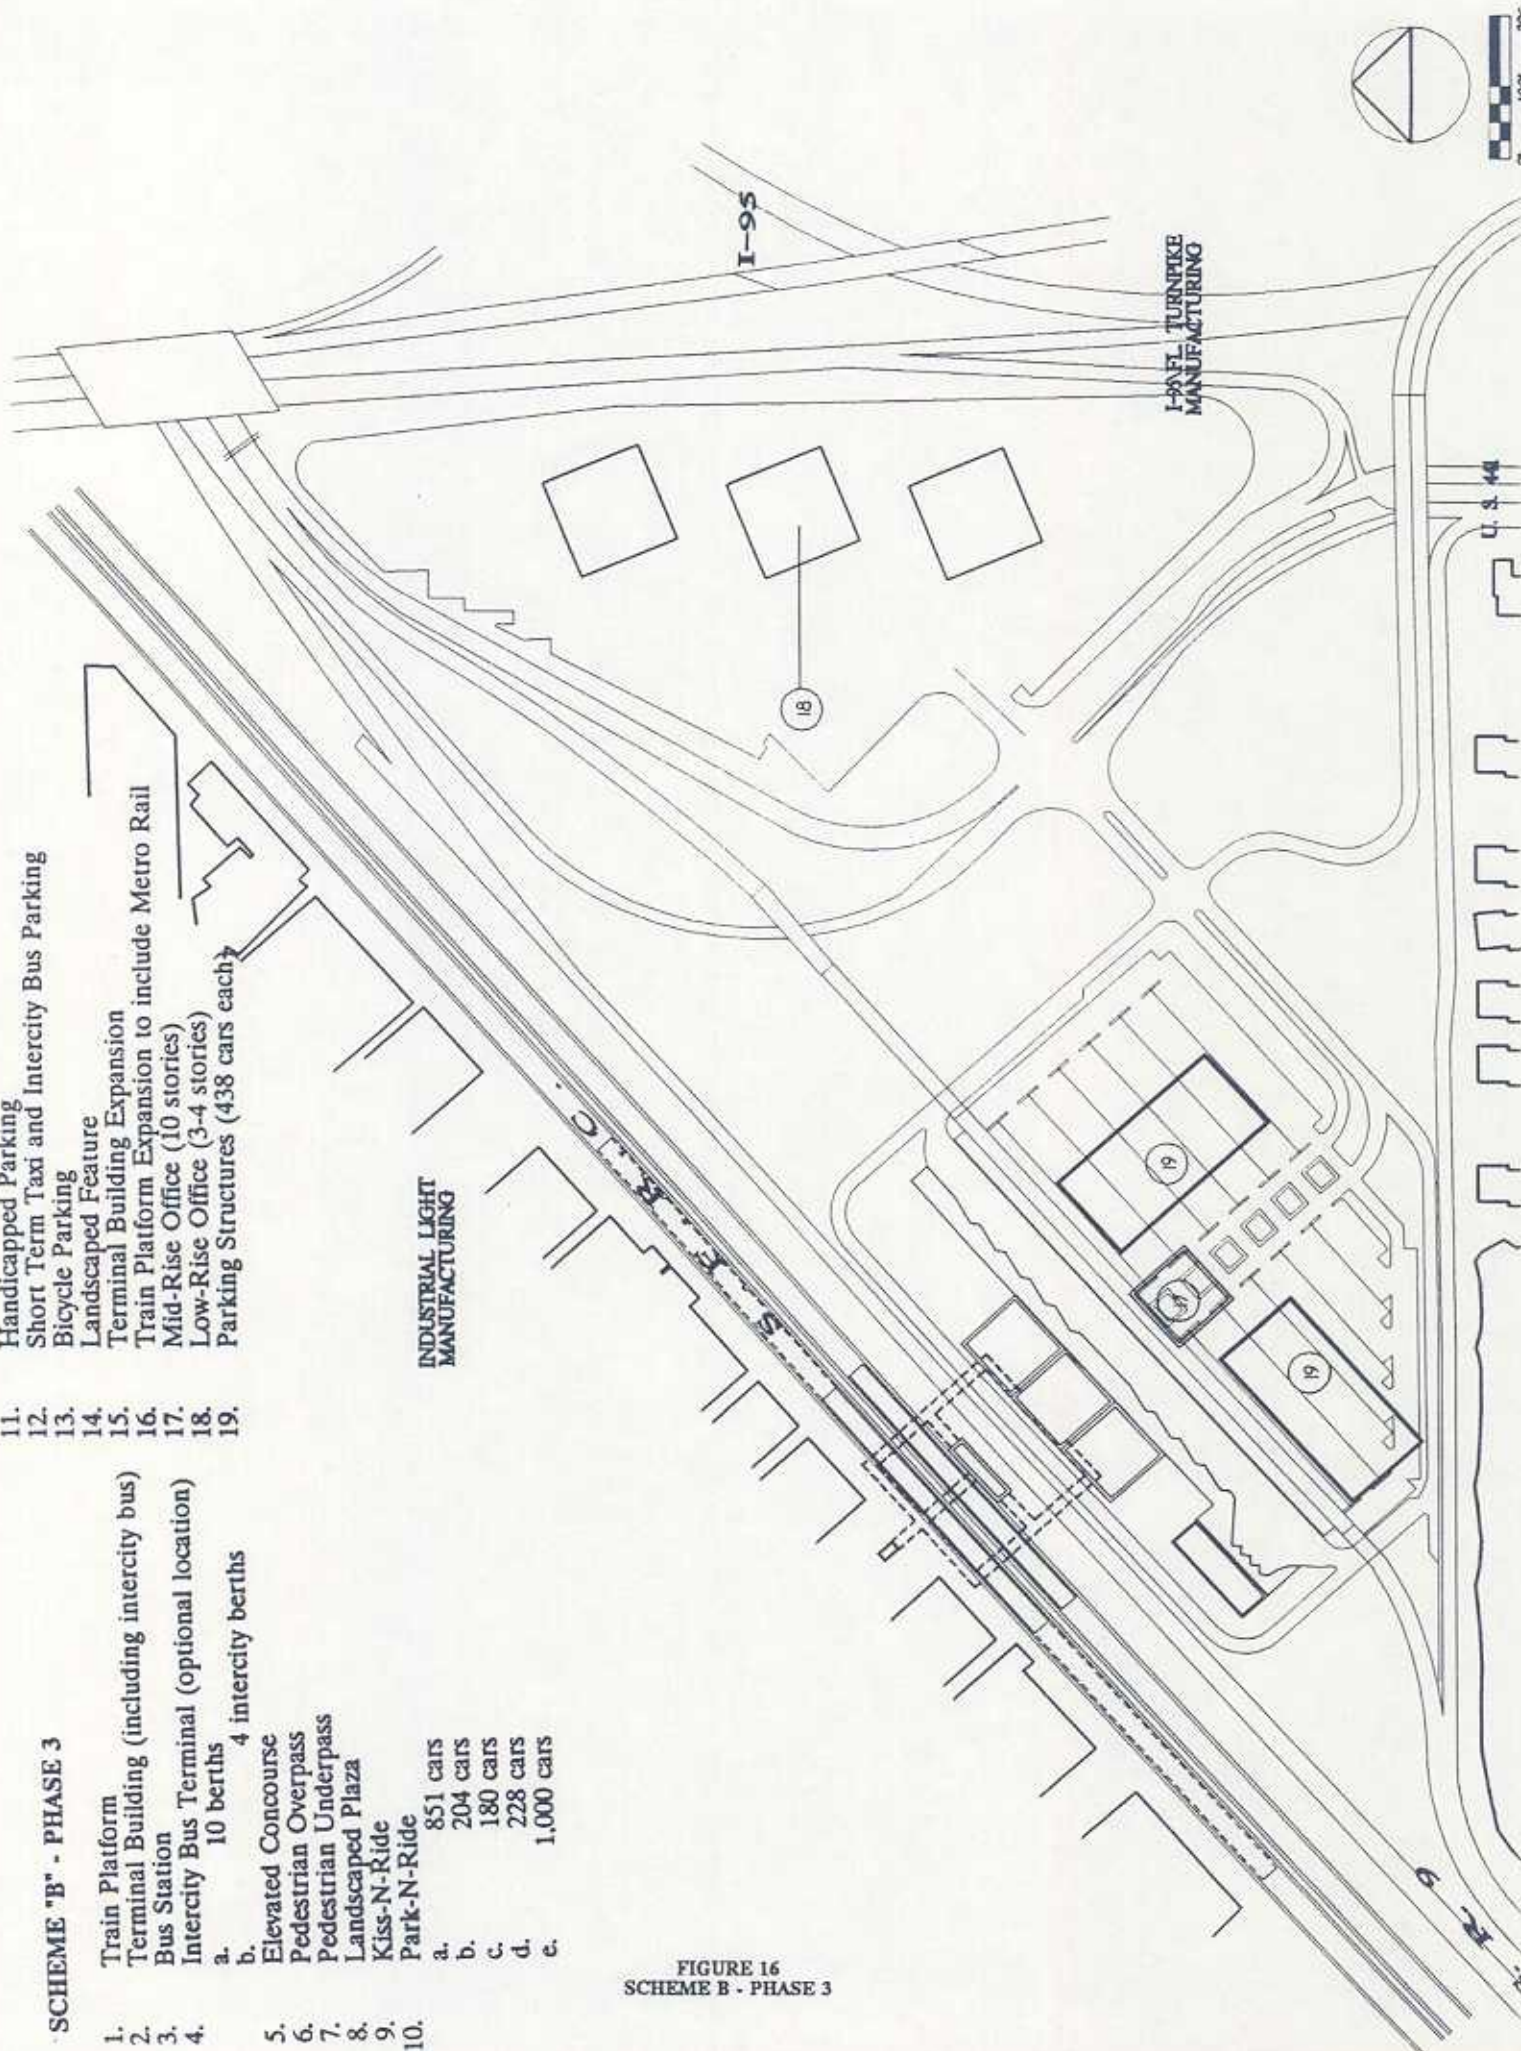 SCHEME "B" - PHASE 3
1. Train Platform
2. Terminal Building (including intercity bus)
3. Bus Station
4. Intercity Bus Terminal (optional location)
a. 10 berths
b. 4 intercity berths
5. Elevated Concourse
6. Pedestrian Overpass
7. Pedestrian Underpass
8. Landscaped Plaza
9. Kiss-N-Ride
10. Park-N-Ride
a. 851 cars
b. 204 cars
c. 180 cars
d. 228 cars
e. 1,000 cars
11. Handicapped Parking
12. Short Term Taxi and Intercity Bus Parking
13. Bicycle Parking
14. Landscaped Feature
15. Terminal Building Expansion
16. Train Platform Expansion to include Metro Rail
17. Mid-Rise Office (10 stories)
18. Low-Rise Office (3-4 stories)
19. Parking Structures (438 cars each)
INDUSTRIAL LIGHT
MANUFACTURING
I-95
I-95/FL. TURNPIKE
MANUFACTURING
U. S. 441
18
19
19
S. F. R. C.
9
FIGURE 16
SCHEME B - PHASE 3